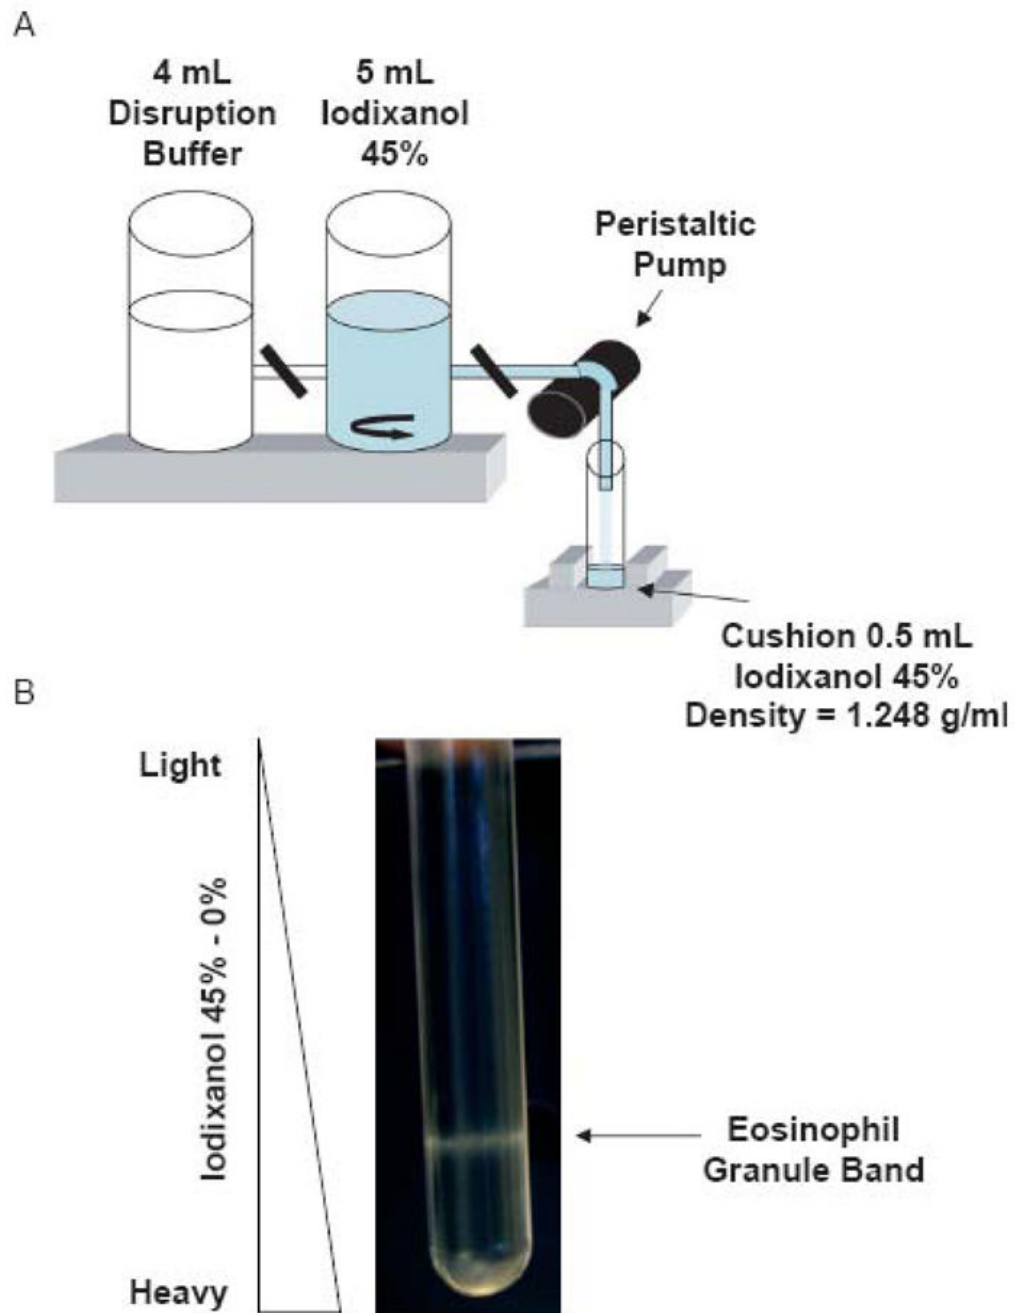 A
4 mL
Disruption
Buffer
5 mL
Iodixanol
45%
Peristaltic
Pump
Cushion 0.5 mL
Iodixanol 45%
Density = 1.248 g/ml
B
Light
Iodixanol 45% - 0%
Heavy
Eosinophil
Granule Band